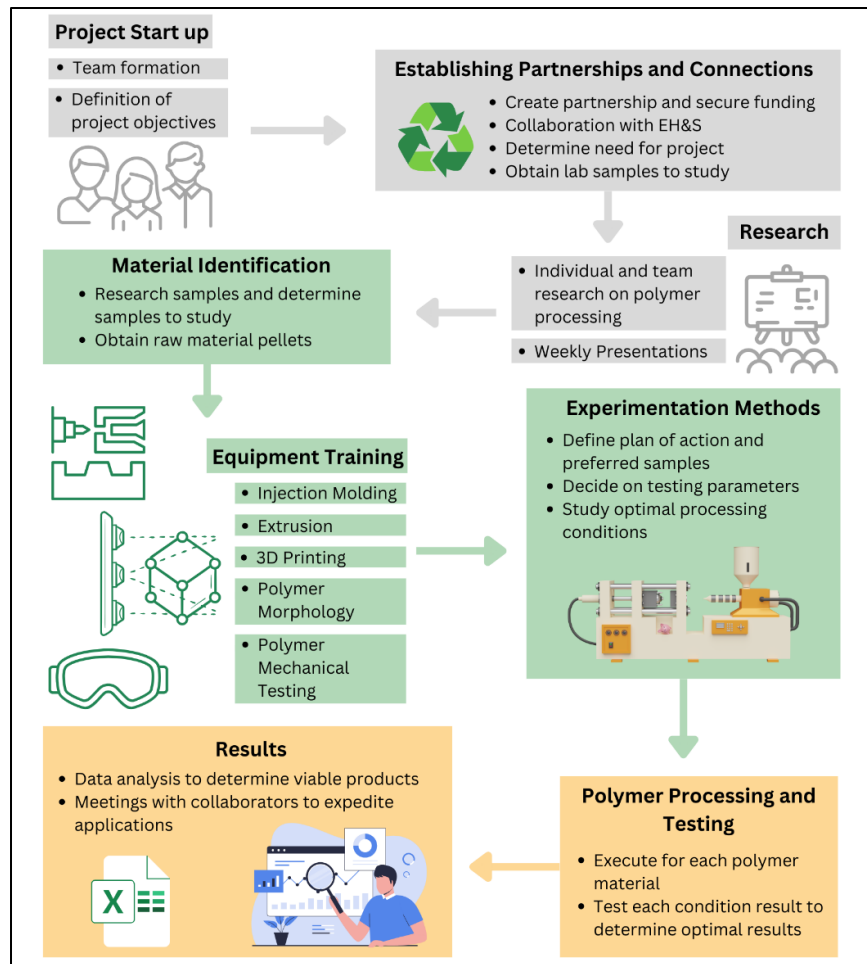 Project Start up
• Team formation
• Definition of
project objectives
Establishing Partnerships and Connections
• Create partnership and secure funding
• Collaboration with EH&S
• Determine need for project
• Obtain lab samples to study
Research
• Individual and team
research on polymer
processing
• Weekly Presentations
Material Identification
• Research samples and determine
samples to study
• Obtain raw material pellets
Equipment Training
• Injection Molding
• Extrusion
• 3D Printing
• Polymer
Morphology
• Polymer
Mechanical
Testing
Experimentation Methods
• Define plan of action and
preferred samples
• Decide on testing parameters
• Study optimal processing
conditions
Polymer Processing and
Testing
• Execute for each polymer
material
• Test each condition result to
determine optimal results
Results
• Data analysis to determine viable products
• Meetings with collaborators to expedite
applications
X